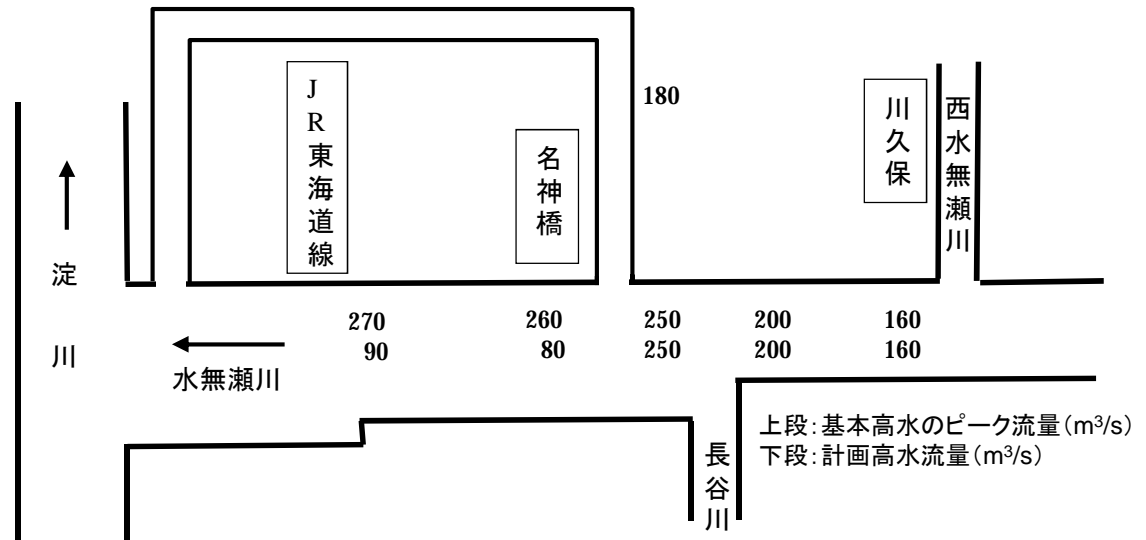 JR東海道線
名神橋
180
川久保
西水無瀬川
淀川
270 260 250 200 160
90 80 250 200 160
水無瀬川
長谷川
上段：基本高水のピーク流量（m³/s）
下段：計画高水流量（m³/s）